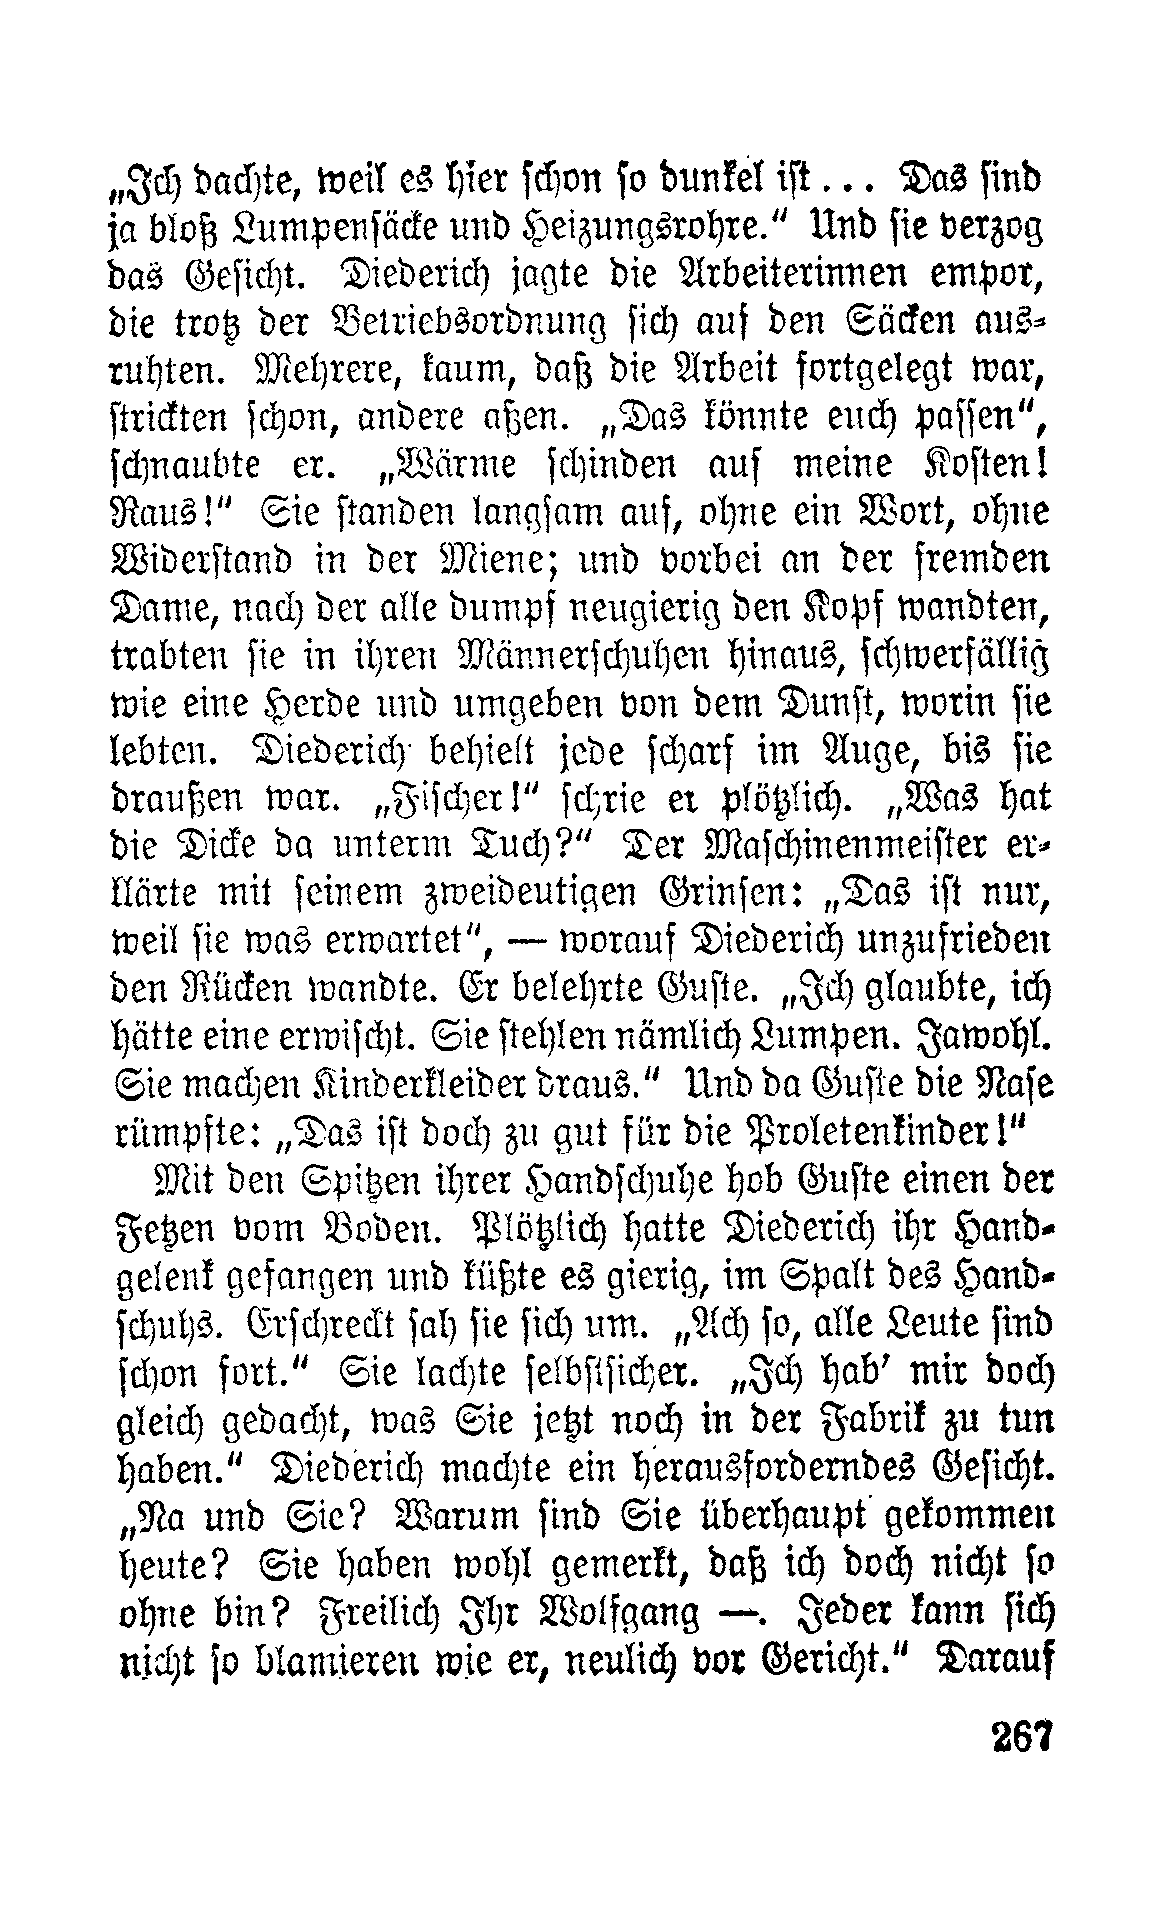 „Ich dachte, weil es hier schon so dunkel ist ... Das sind
ja bloß Lumpensäcke und Heizungsrohre.“ Und sie verzog
das Gesicht. Diederich jagte die Arbeiterinnen empor,
die trotz der Betriebsordnung sich auf den Säcken aus-
ruhten. Mehrere, kaum, daß die Arbeit fortgelegt war,
strickten schon, andere aßen. „Das könnte euch passen“,
schnaubte er. „Wärme schinden auf meine Kosten!
Raus!“ Sie standen langsam auf, ohne ein Wort, ohne
Widerstand in der Miene; und vorbei an der fremden
Dame, nach der alle dumpf neugierig den Kopf wandten,
trabten sie in ihren Männerschuhen hinaus, schwerfällig
wie eine Herde und umgeben von dem Dunst, worin sie
lebten. Diederich behielt jede scharf im Auge, bis sie
draußen war. „Fischer!“ schrie er plötzlich. „Was hat
die Dicke da unterm Tuch?“ Der Maschinenmeister er-
klärte mit seinem zweideutigen Grinsen: „Das ist nur,
weil sie was erwartet“, — worauf Diederich unzufrieden
den Rücken wandte. Er belehrte Guste. „Ich glaubte, ich
hätte eine erwischt. Sie stehlen nämlich Lumpen. Jawohl.
Sie machen Kinderkleider draus.“ Und da Guste die Nase
rümpfte: „Das ist doch zu gut für die Proletenkinder!“
Mit den Spitzen ihrer Handschuhe hob Guste einen der
Fetzen vom Boden. Plötzlich hatte Diederich ihr Hand-
gelenk gefangen und küßte es gierig, im Spalt des Hand-
schuhs. Erschreckt sah sie sich um. „Ach so, alle Leute sind
schon fort.“ Sie lachte selbstsicher. „Ich hab' mir doch
gleich gedacht, was Sie jetzt noch in der Fabrik zu tun
haben.“ Diederich machte ein herausforderndes Gesicht.
„Na und Sie? Warum sind Sie überhaupt gekommen
heute? Sie haben wohl gemerkt, daß ich doch nicht so
ohne bin? Freilich Ihr Wolfgang —. Jeder kann sich
nicht so blamieren wie er, neulich vor Gericht.“ Darauf
267